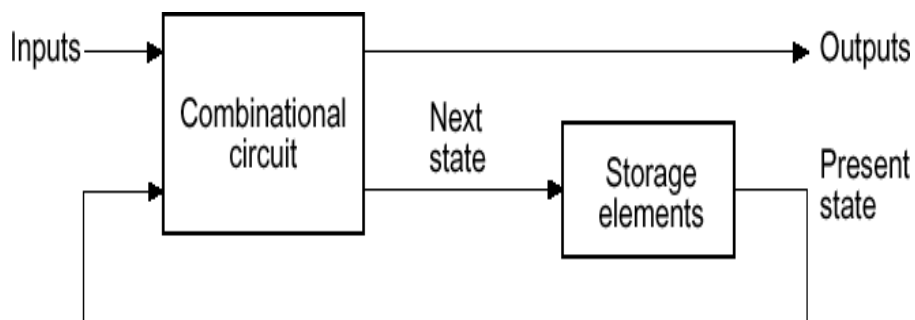 Inputs
Combinational
circuit
Next
state
Storage
elements
Outputs
Present
state